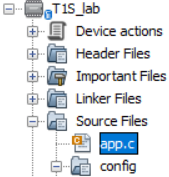 T1S_lab
Device actions
Header Files
Important Files
Linker Files
Source Files
app.c
config